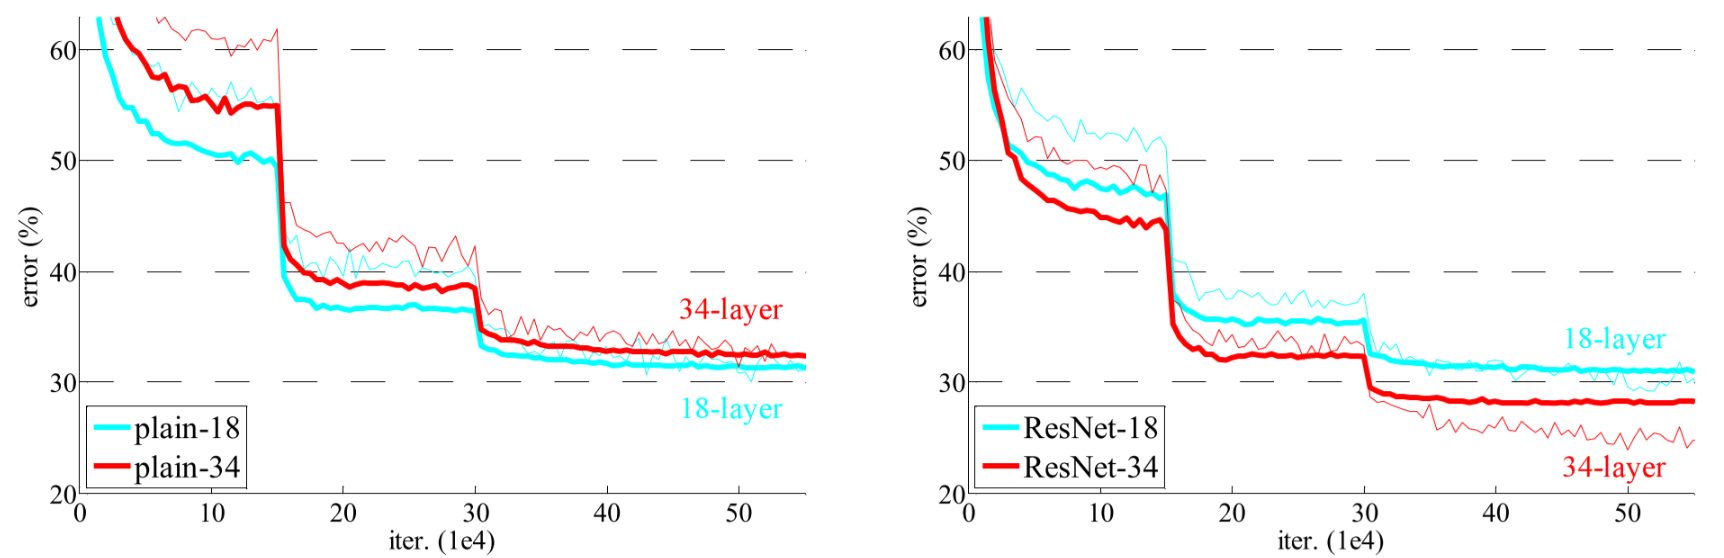 60
50
40
30
20
error (%)
34-layer
18-layer
plain-18
plain-34
0 10 20 30 40 50
iter. (1e4)
60
50
40
30
20
error (%)
18-layer
ResNet-18
ResNet-34
34-layer
0 10 20 30 40 50
iter. (1e4)